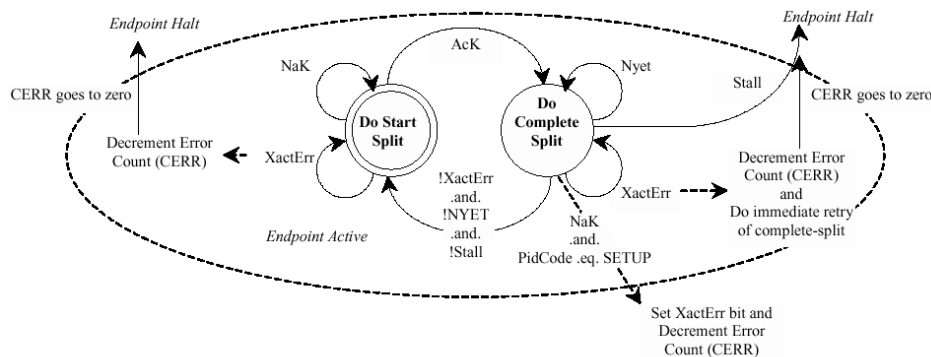 Endpoint Halt
Endpoint Halt
AcK
NaK
Nyet
Stall
CERR goes to zero
CERR goes to zero
Do Start
Split
Do
Complete
Split
Decrement Error
Count (CERR)
XactErr
XactErr
Decrement Error
Count (CERR)
and
Do immediate retry
of complete-split
!XactErr
.and.
!NYET
.and.
!Stall
NaK
.and.
PidCode .eq. SETUP
Endpoint Active
Set XactErr bit and
Decrement Error
Count (CERR)